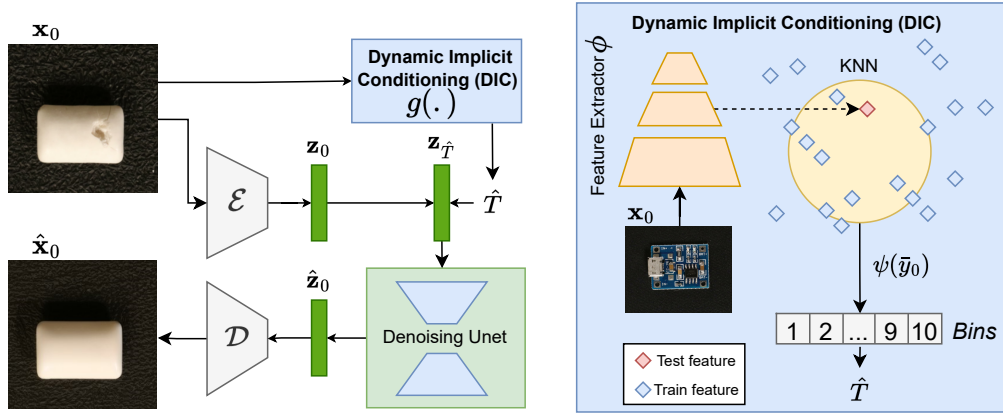 x₀
Dynamic Implicit
Conditioning (DIC)
g(.)
z₀
z_T̂
ℰ
T̂
x̂₀
ẑ₀
𝒟
Denoising Unet
Dynamic Implicit Conditioning (DIC)
Feature Extractor ϕ
KNN
x₀
ψ(ȳ₀)
1 2 ... 9 10 Bins
T̂
Test feature
Train feature